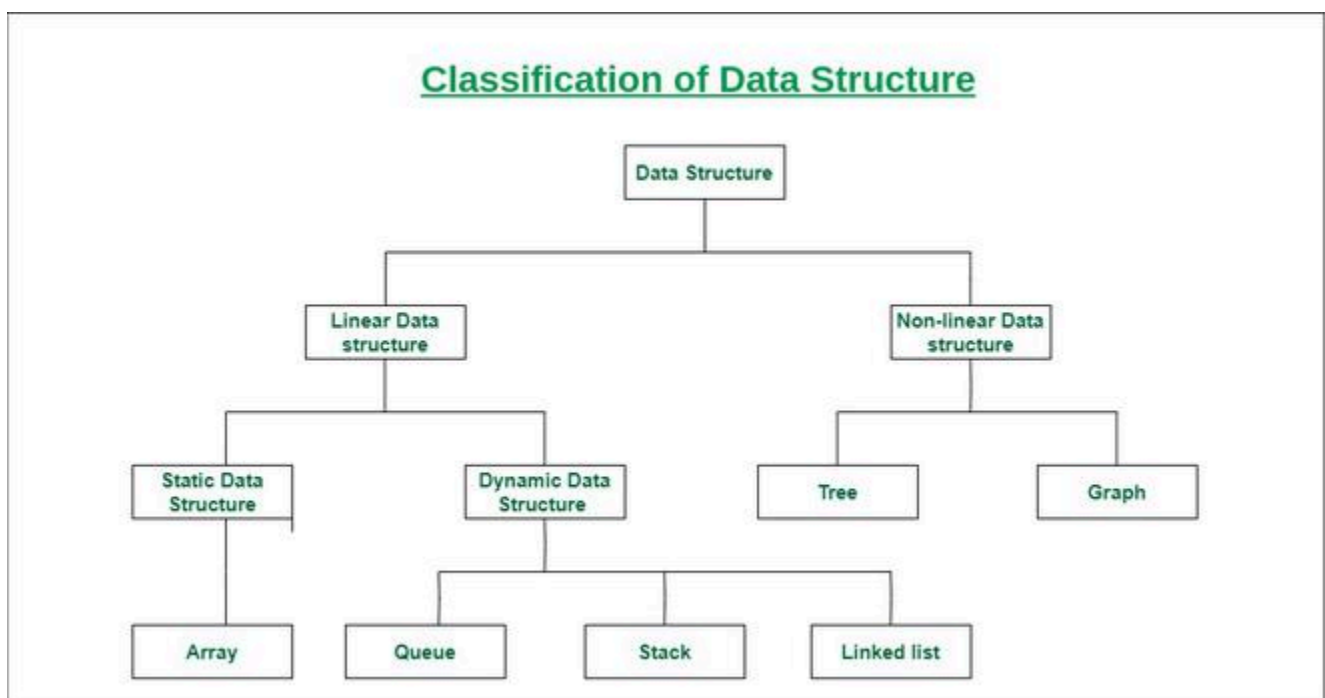 Classification of Data Structure
Data Structure
Linear Data
structure
Non-linear Data
structure
Static Data
Structure
Dynamic Data
Structure
Tree
Graph
Array
Queue
Stack
Linked list